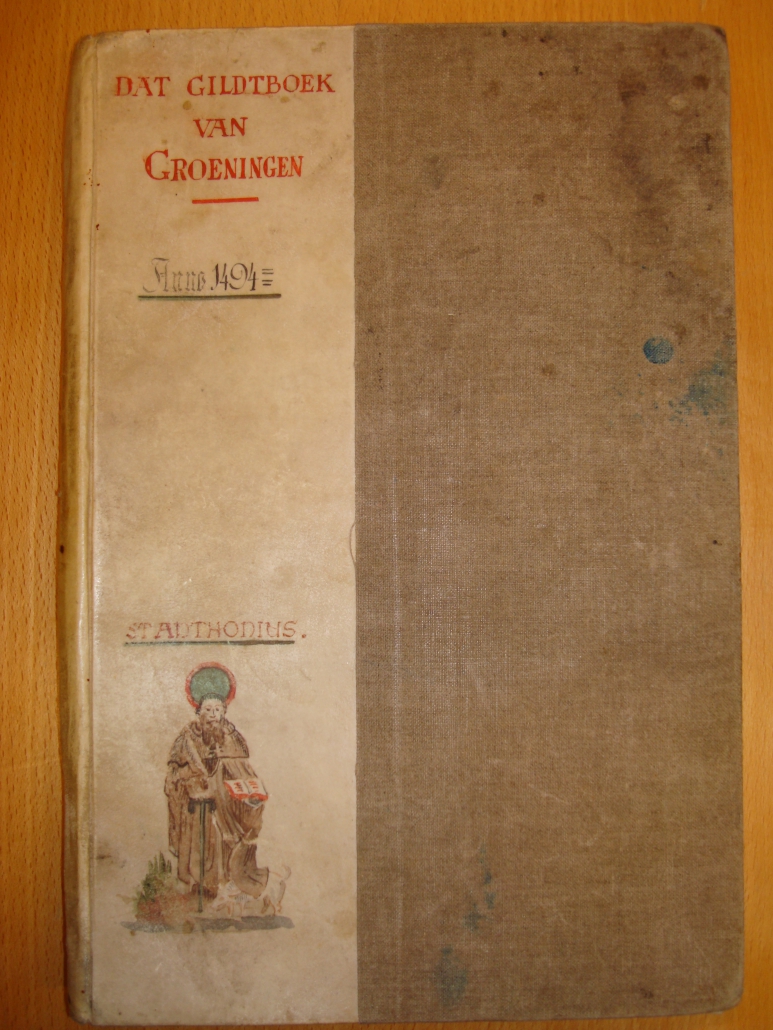 DAT GILDTBOEK
VAN
GROENINGEN
Anno 1494
ST ANTHONIUS.